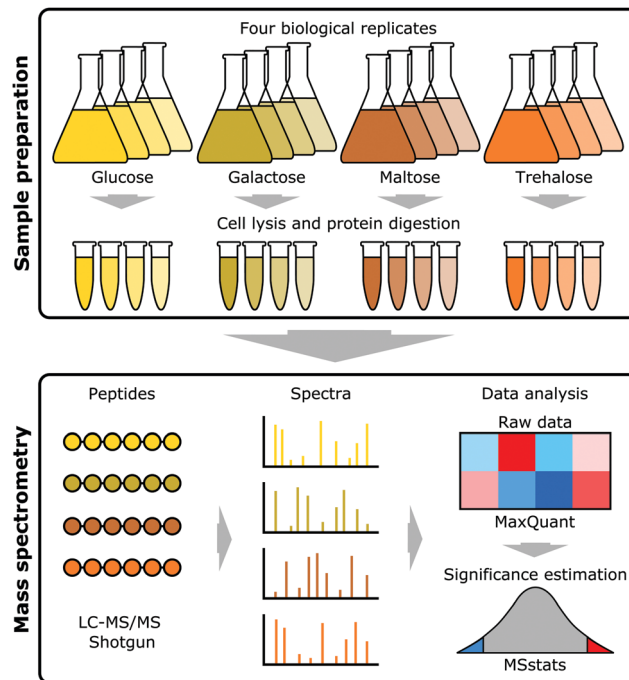 Sample preparation
Four biological replicates
Glucose
Galactose
Maltose
Trehalose
Cell lysis and protein digestion
Mass spectrometry
Peptides
Spectra
Data analysis
Raw data
MaxQuant
Significance estimation
LC-MS/MS
Shotgun
MSstats